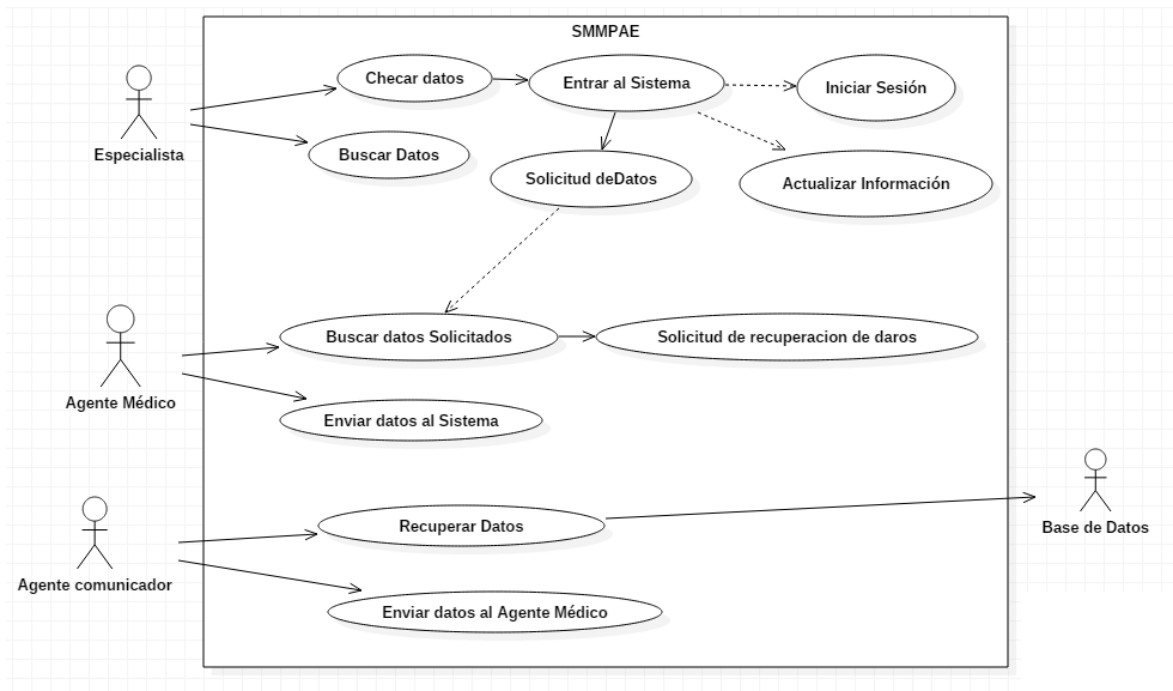 SMMPAE
Checar datos
Entrar al Sistema
Iniciar Sesión
Especialista
Buscar Datos
Solicitud deDatos
Actualizar Información
Buscar datos Solicitados
Solicitud de recuperacion de daros
Agente Médico
Enviar datos al Sistema
Recuperar Datos
Base de Datos
Agente comunicador
Enviar datos al Agente Médico